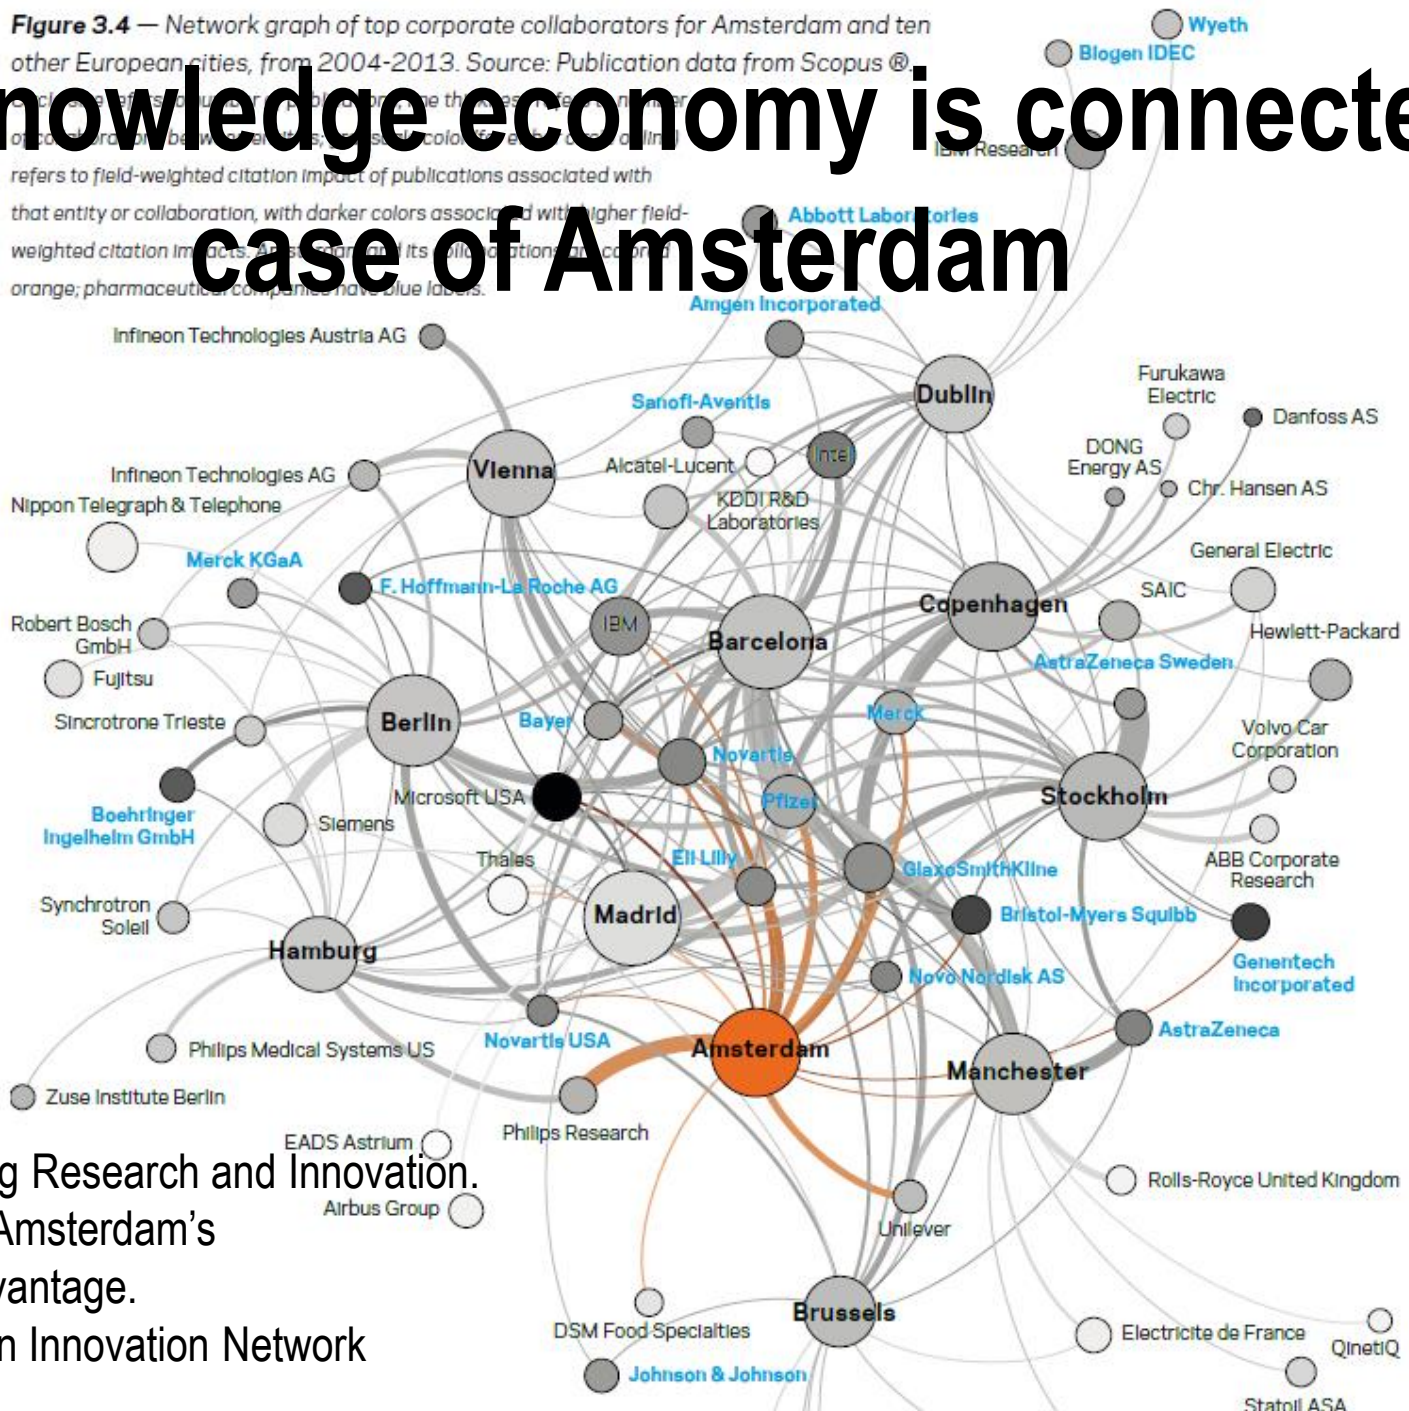 Figure 3.4 — Network graph of top corporate collaborators for Amsterdam and ten
other European cities, from 2004-2013. Source: Publication data from Scopus ®.
nowledge economy is connecte
case of Amsterdam
refers to field-weighted citation impact of publications associated with
that entity or collaboration, with darker colors associated with higher field-
weighted citation impacts. Amsterdam and its collaborations are colored
orange; pharmaceutical companies have blue labels.
Wyeth
Biogen IDEC
IBM Research
Abbott Laboratories
Amgen Incorporated
Infineon Technologies Austria AG
Dublin
Furukawa
Electric
Sanofi-Aventis
Danfoss AS
DONG
Energy AS
Intel
Alcatel-Lucent
Vienna
Infineon Technologies AG
Chr. Hansen AS
KDDI R&D
Laboratories
Nippon Telegraph & Telephone
General Electric
Merck KGaA
F. Hoffmann-La Roche AG
SAIC
Copenhagen
Robert Bosch
GmbH
IBM
Barcelona
Hewlett-Packard
AstraZeneca Sweden
Fujitsu
Merck
Sincrotrone Trieste
Berlin
Bayer
Volvo Car
Corporation
Novartis
Microsoft USA
Pfizer
Stockholm
Boehringer
Ingelheim GmbH
Siemens
Thales
Eli Lilly
GlaxoSmithKline
ABB Corporate
Research
Synchrotron
Soleil
Madrid
Bristol-Myers Squibb
Hamburg
Novo Nordisk AS
Genentech
Incorporated
Novartis USA
AstraZeneca
Philips Medical Systems US
Amsterdam
Manchester
Zuse Institute Berlin
Philips Research
EADS Astrium
g Research and Innovation.
Rolls-Royce United Kingdom
Airbus Group
Amsterdam's
Unilever
vantage.
Brussels
DSM Food Specialties
Electricite de France
QinetiQ
n Innovation Network
Johnson & Johnson
Statoil ASA